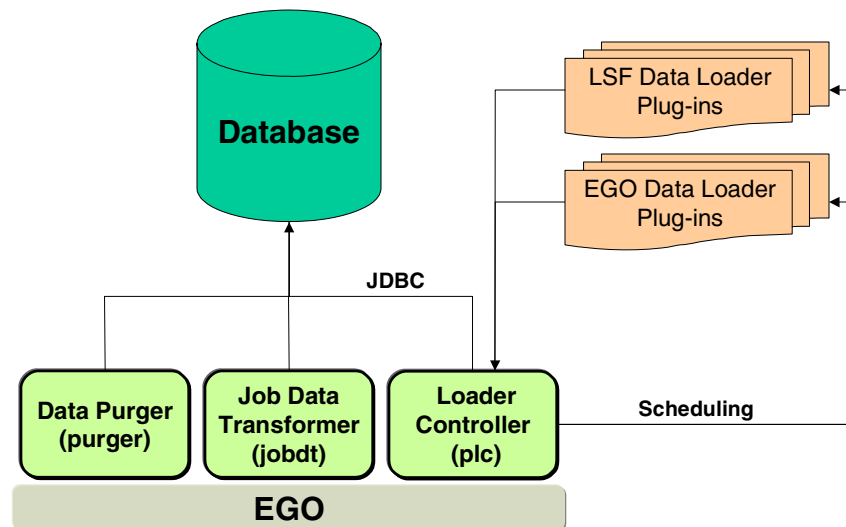 LSF Data Loader
Plug-ins
Database
EGO Data Loader
Plug-ins
JDBC
Data Purger
(purger)
Job Data
Transformer
(jobdt)
Loader
Controller
(plc)
Scheduling
EGO